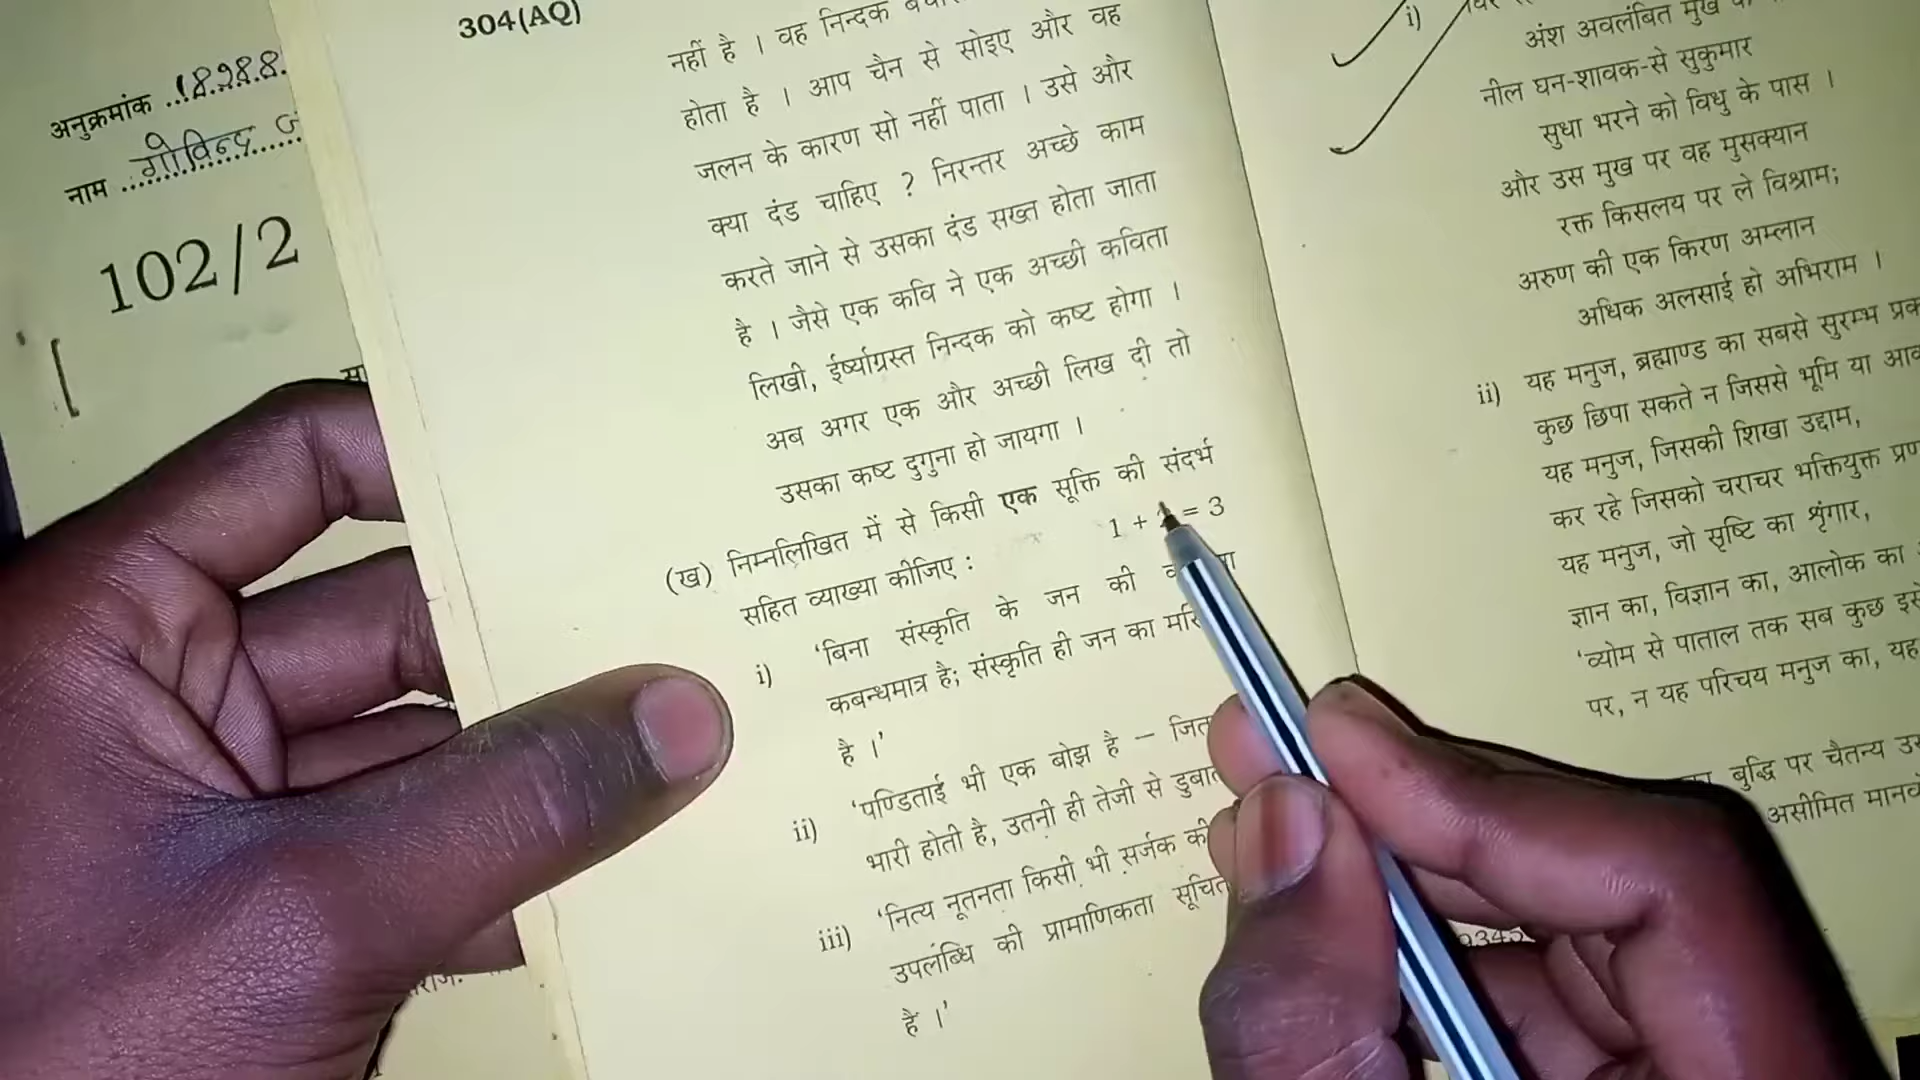 304(AQ)
अनुक्रमांक
नाम गोविन्द
102/2
नहीं है । वह निन्दक
होता है । आप चैन से सोइए और वह
जलन के कारण सो नहीं पाता । उसे और
क्या दंड चाहिए ? निरन्तर अच्छे काम
करते जाने से उसका दंड सख्त होता जाता
है । जैसे एक कवि ने एक अच्छी कविता
लिखी, ईर्ष्याग्रस्त निन्दक को कष्ट होगा ।
अब अगर एक और अच्छी लिख दी तो
उसका कष्ट दुगुना हो जायगा ।
(ख) निम्नलिखित में से किसी एक सूक्ति की संदर्भ
सहित व्याख्या कीजिए : 1 + = 3
i) ‘बिना संस्कृति के जन की
कबन्धमात्र है; संस्कृति ही जन का
है ।’
ii) ‘पण्डिताई भी एक बोझ है –
भारी होती है, उतनी ही तेजी से
iii) ‘नित्य नूतनता किसी भी सर्जक की
उपलब्धि की प्रामाणिकता
है ।’
i)
अंश अवलंबित मुख
नील घन-शावक-से सुकुमार
सुधा भरने को विधु के पास ।
और उस मुख पर वह मुसक्यान
रक्त किसलय पर ले विश्राम;
अरुण की एक किरण अम्लान
अधिक अलसाई हो अभिराम ।
ii) यह मनुज, ब्रह्माण्ड का सबसे सुरम्भ
कुछ छिपा सकते न जिससे भूमि या
यह मनुज, जिसकी शिखा उद्दाम,
कर रहे जिसको चराचर भक्तियुक्त
यह मनुज, जो सृष्टि का शृंगार,
ज्ञान का, विज्ञान का, आलोक का
‘व्योम से पाताल तक सब कुछ इसे
पर, न यह परिचय मनुज का, यह
बुद्धि पर चैतन्य
असीमित